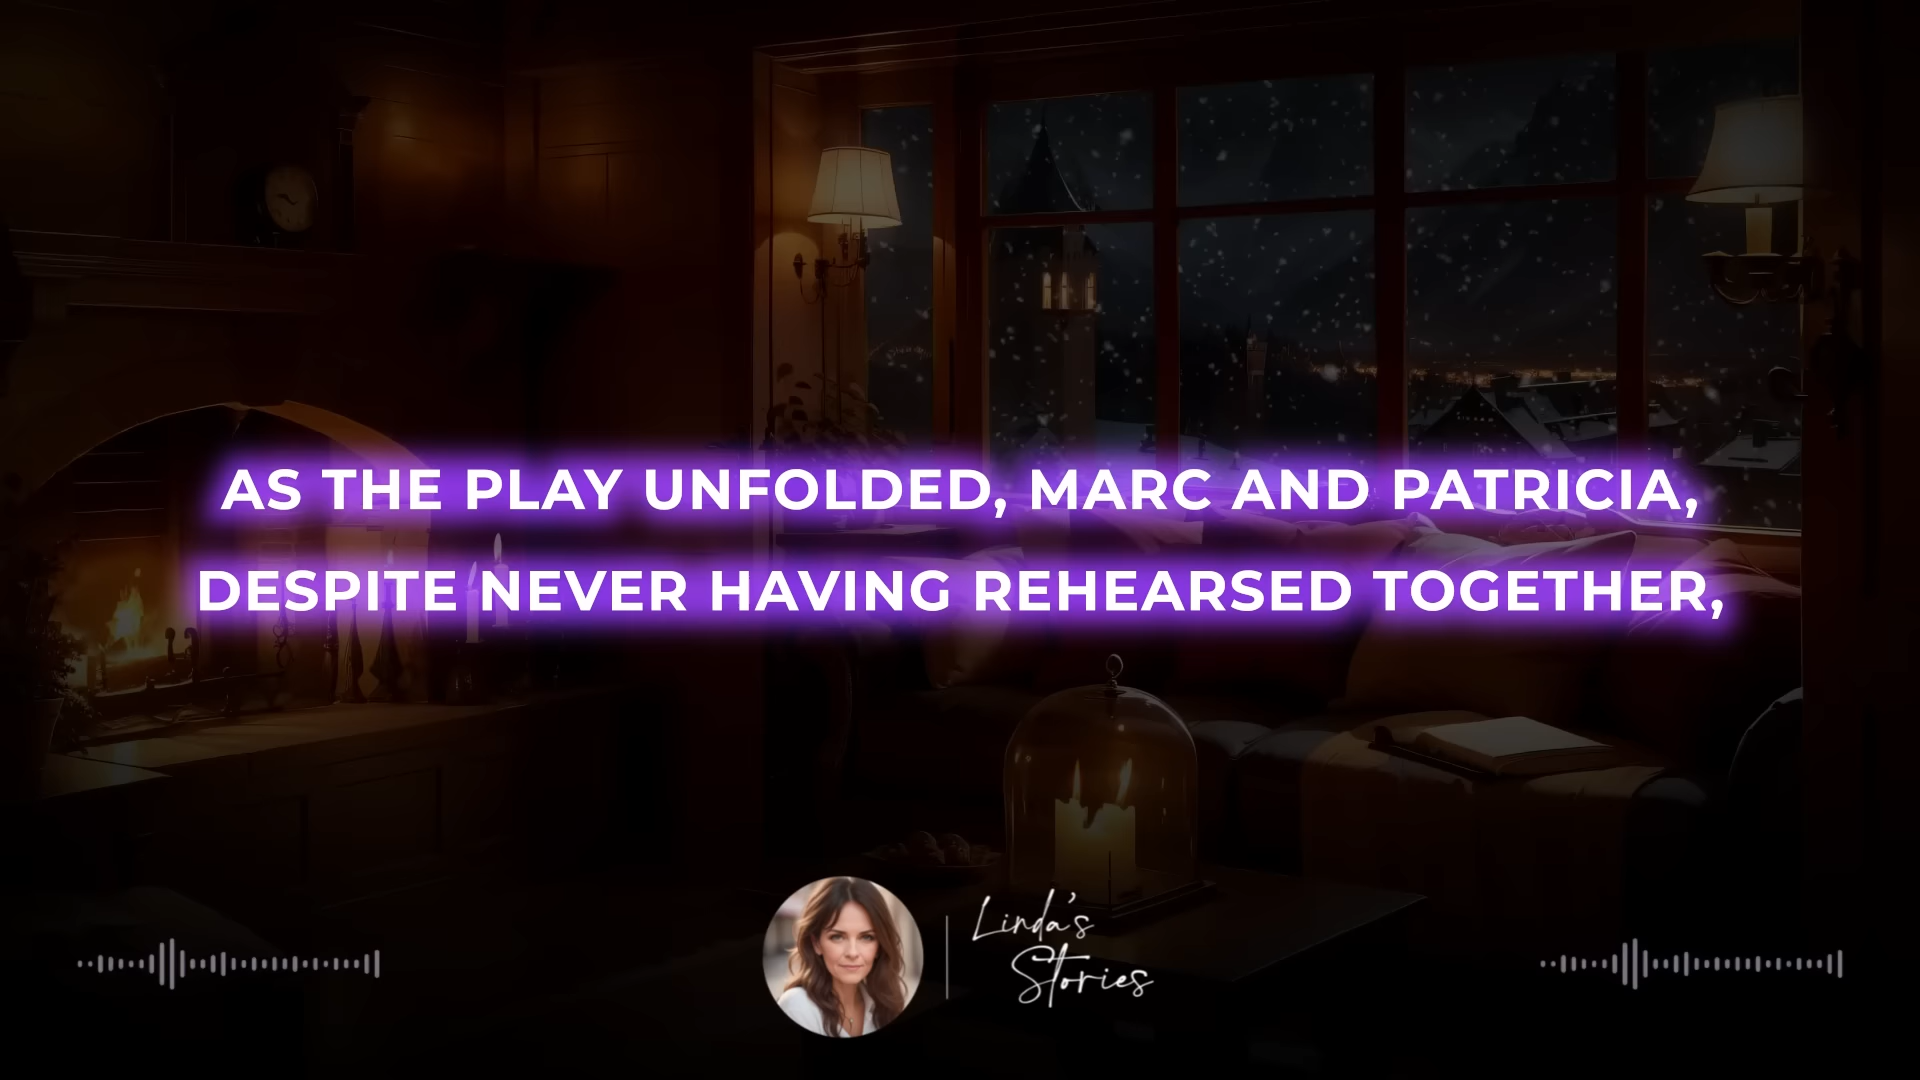 AS THE PLAY UNFOLDED, MARC AND PATRICIA,
DESPITE NEVER HAVING REHEARSED TOGETHER,
Linda's
Stories